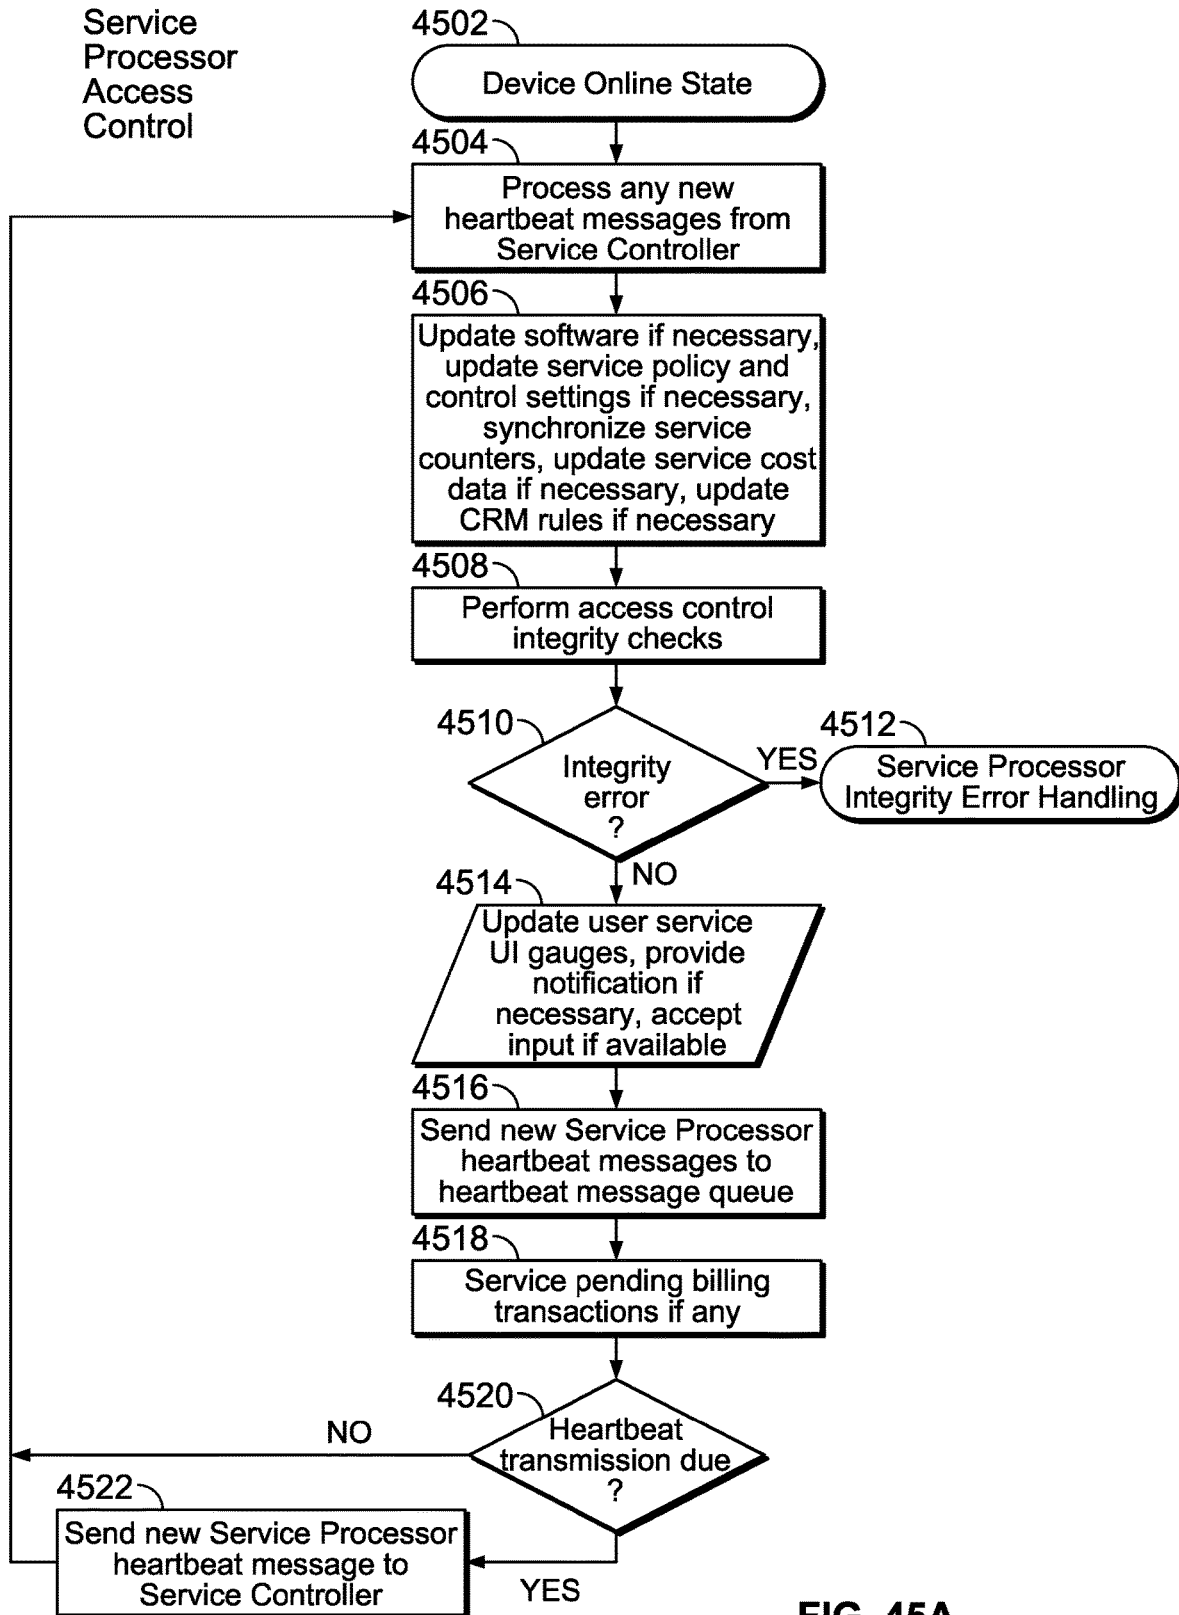 Service
Processor
Access
Control
4502
Device Online State
4504
Process any new
heartbeat messages from
Service Controller
4506
Update software if necessary,
update service policy and
control settings if necessary,
synchronize service
counters, update service cost
data if necessary, update
CRM rules if necessary
4508
Perform access control
integrity checks
4510
Integrity
error
?
YES
4512
Service Processor
Integrity Error Handling
NO
4514
Update user service
UI gauges, provide
notification if
necessary, accept
input if available
4516
Send new Service Processor
heartbeat messages to
heartbeat message queue
4518
Service pending billing
transactions if any
4520
Heartbeat
transmission due
?
NO
4522
Send new Service Processor
heartbeat message to
Service Controller
YES
FIG. 45A